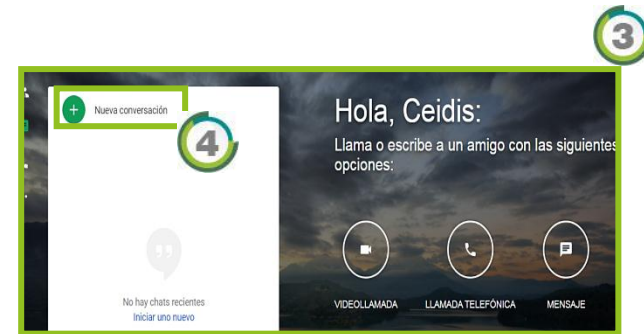 3
Nueva conversación
4
No hay chats recientes
Iniciar uno nuevo
Hola, Ceidis:
Llama o escribe a un amigo con las siguientes
opciones:
VIDEOLLAMADA LLAMADA TELEFÓNICA MENSAJE